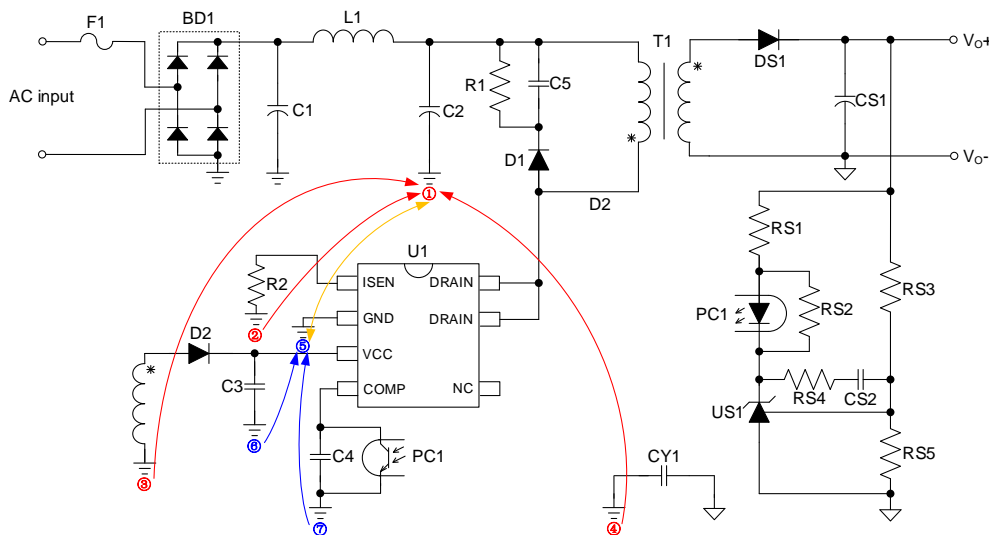 F1
BD1
L1
T1
DS1
Vo+
AC input
C1
C2
R1
C5
CS1
*
*
D1
Vo-
D2
①
U1
RS1
R2
ISEN
DRAIN
GND
DRAIN
PC1
RS2
RS3
②
D2
⑤
VCC
*
C3
COMP
NC
RS4
CS2
US1
⑥
C4
PC1
RS5
CY1
③
⑦
④